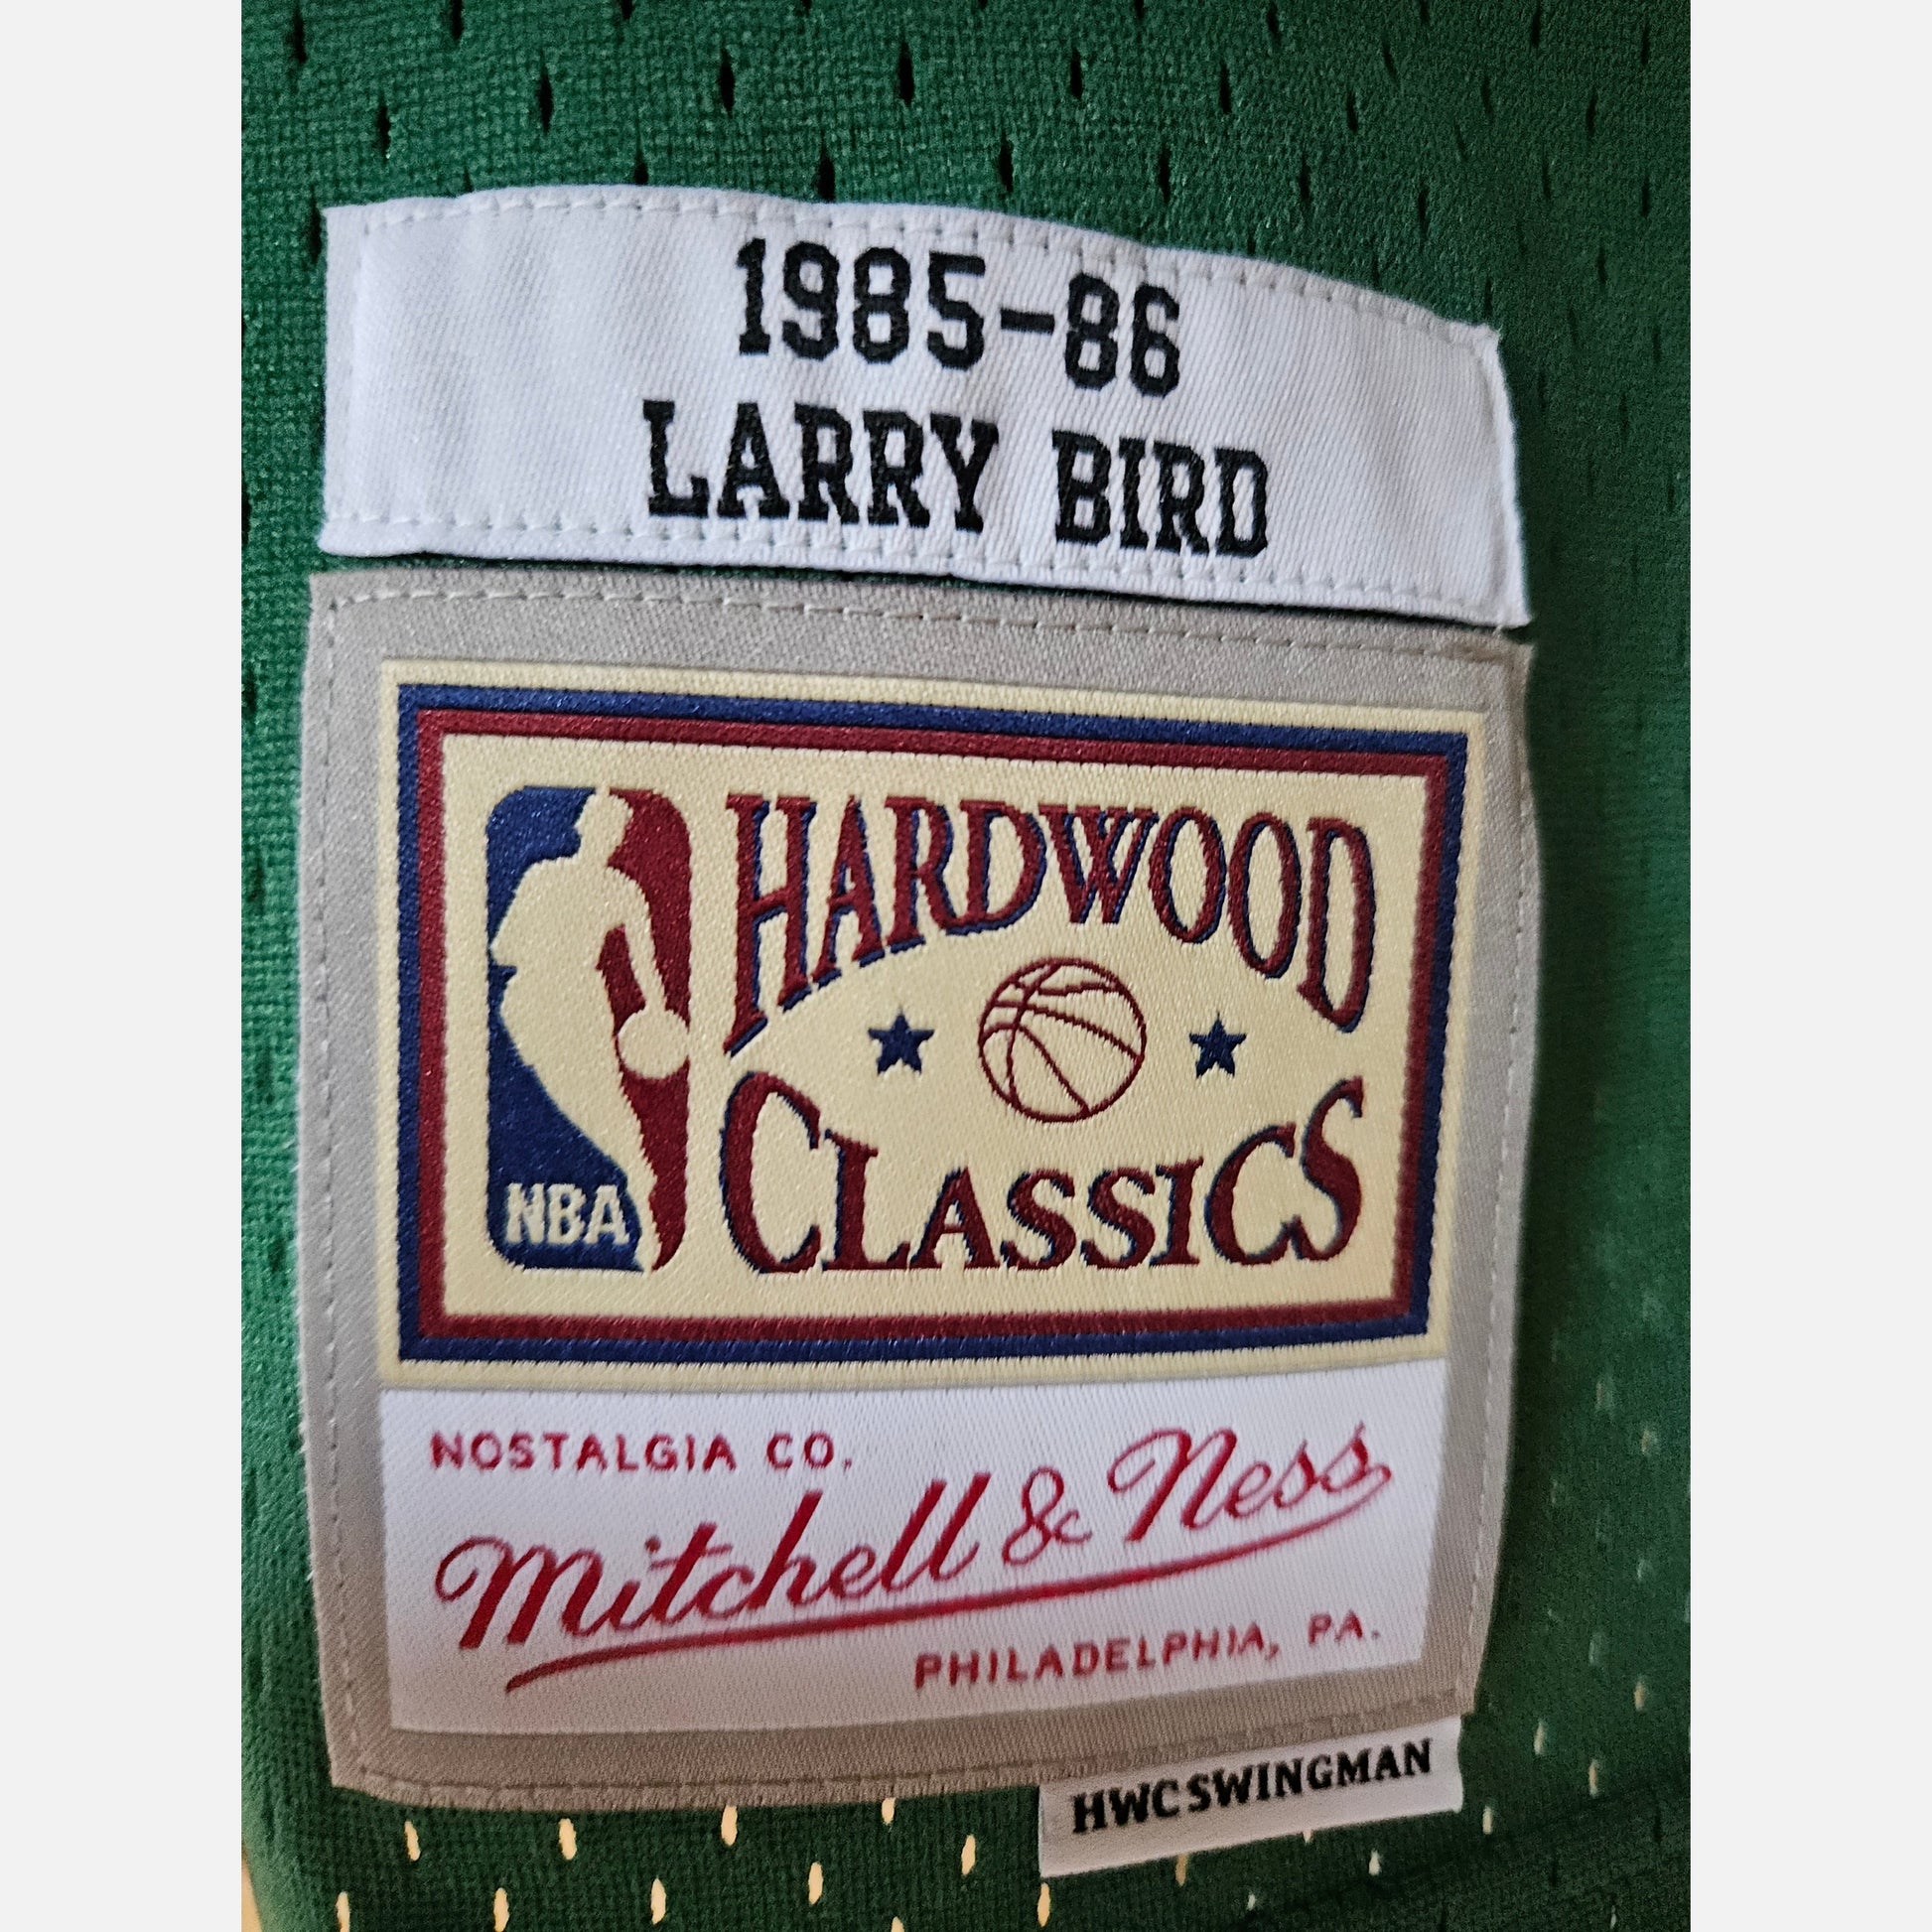 1985-86
LARRY BIRD
HARDWOOD
CLASSICS
NBA
NOSTALGIA CO.
Mitchell & Ness
PHILADELPHIA, PA.
HWC SWINGMAN